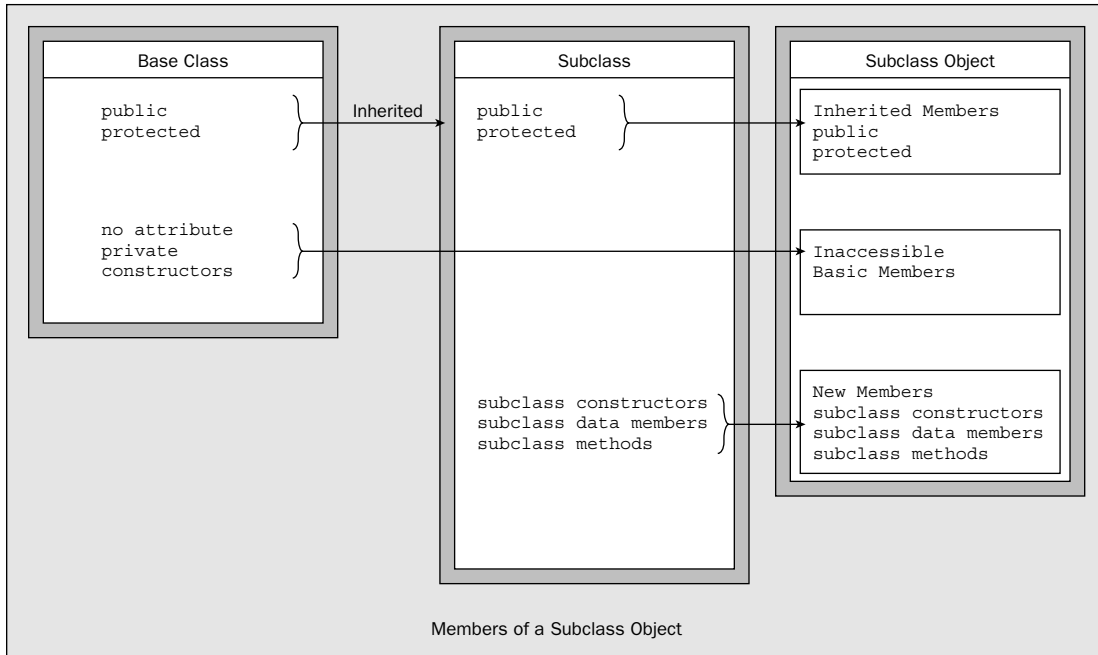 Base Class
public
protected
no attribute
private
constructors
Inherited
Subclass
public
protected
subclass constructors
subclass data members
subclass methods
Subclass Object
Inherited Members
public
protected
Inaccessible
Basic Members
New Members
subclass constructors
subclass data members
subclass methods
Members of a Subclass Object